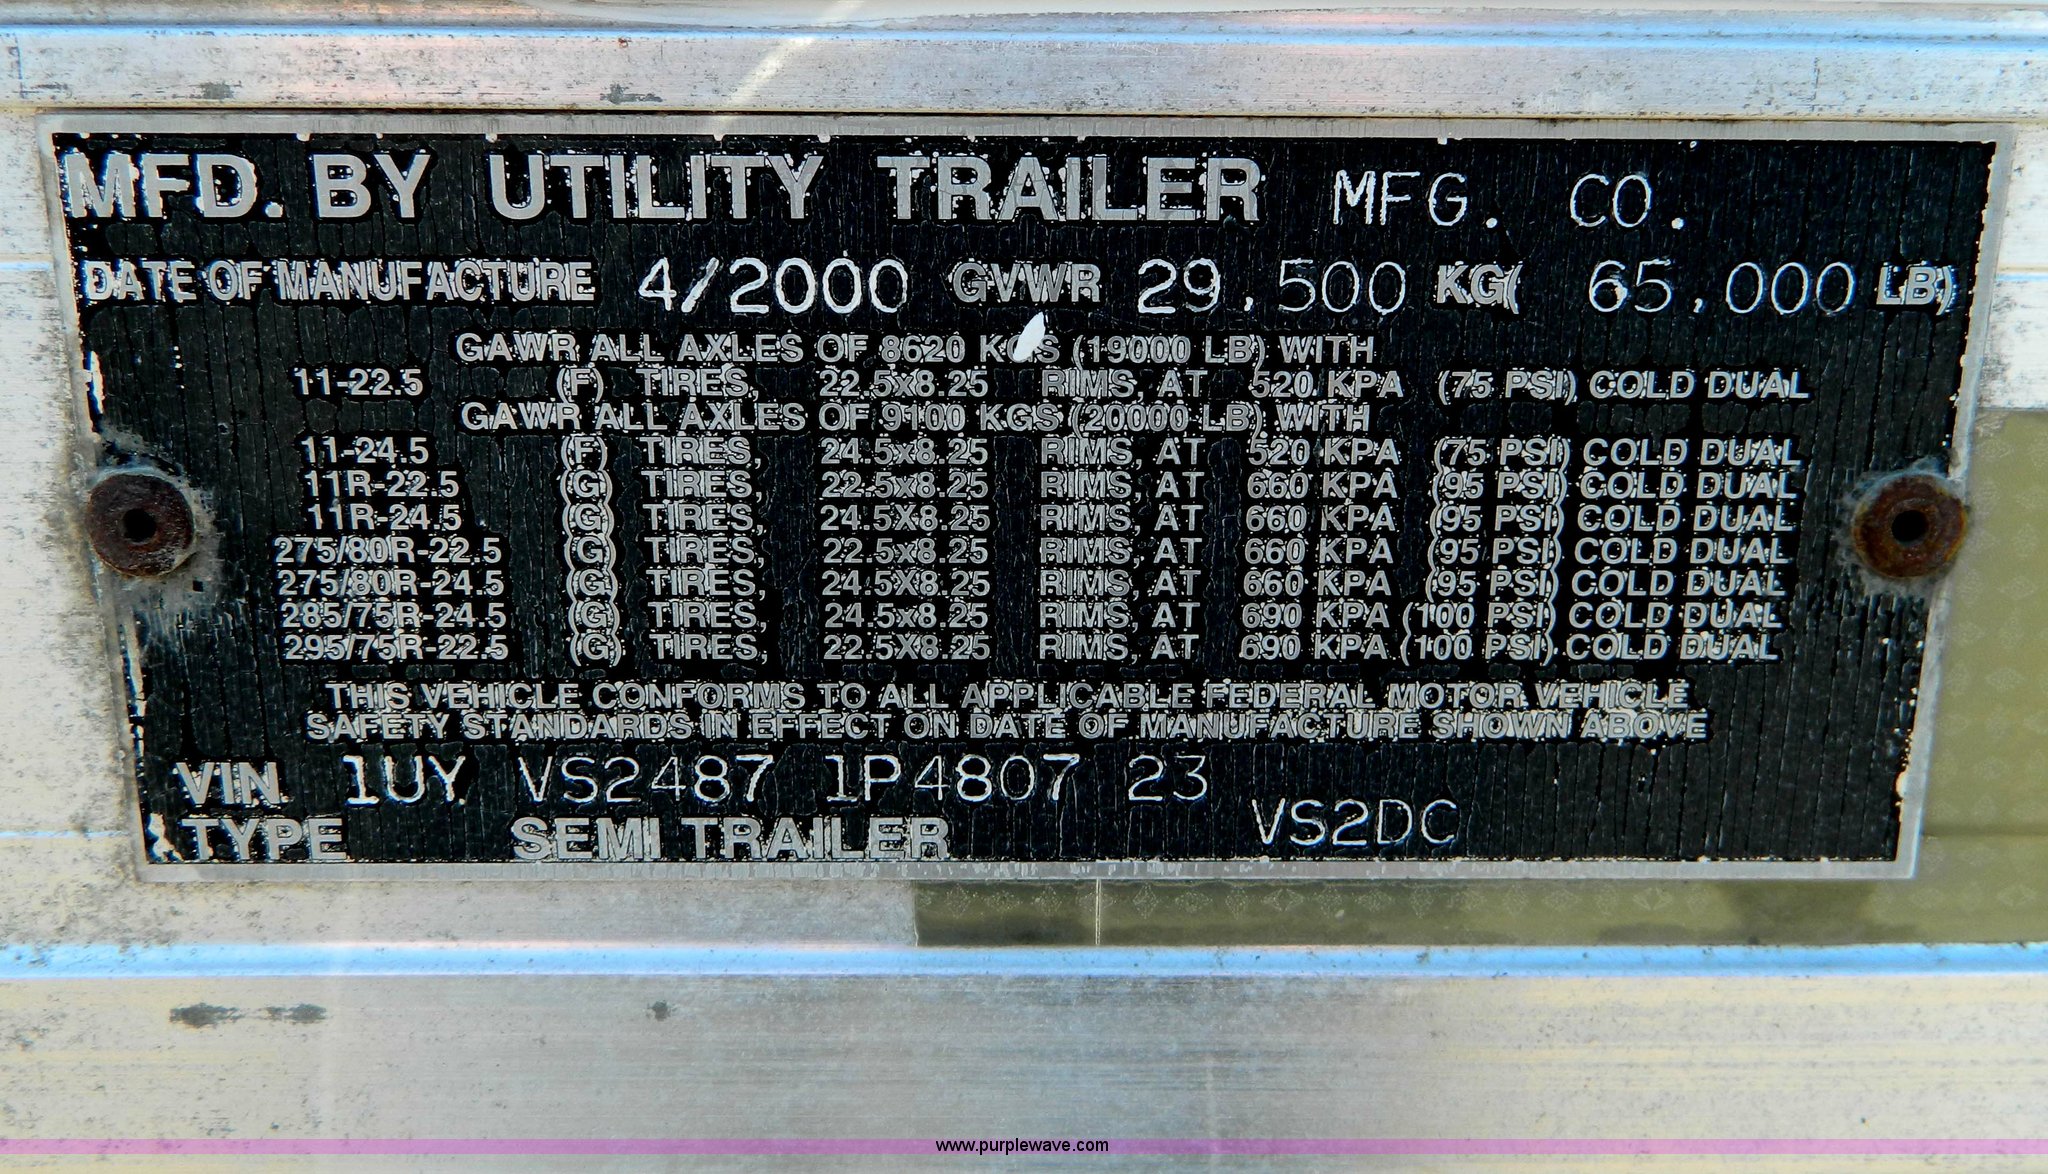 MFD. BY UTILITY TRAILER MFG. CO.
DATE OF MANUFACTURE 4/2000 GVWR 29,500 KG( 65,000 LB)
GAWR ALL AXLES OF 8620 KGS (19000 LB) WITH
11-22.5 (F) TIRES, 22.5x8.25 RIMS, AT 520 KPA (75 PSI) COLD DUAL
GAWR ALL AXLES OF 9100 KGS (20000 LB) WITH
11-24.5 (F) TIRES, 24.5x8.25 RIMS, AT 520 KPA (75 PSI) COLD DUAL
11R-22.5 (G) TIRES, 22.5x8.25 RIMS, AT 660 KPA (95 PSI) COLD DUAL
11R-24.5 (G) TIRES, 24.5X8.25 RIMS, AT 660 KPA (95 PSI) COLD DUAL
275/80R-22.5 (G) TIRES, 22.5x8.25 RIMS, AT 660 KPA (95 PSI) COLD DUAL
275/80R-24.5 (G) TIRES, 24.5X8.25 RIMS, AT 660 KPA (95 PSI) COLD DUAL
285/75R-24.5 (G) TIRES, 24.5x8.25 RIMS, AT 690 KPA (100 PSI) COLD DUAL
295/75R-22.5 (G) TIRES, 22.5X8.25 RIMS, AT 690 KPA (100 PSI) COLD DUAL
THIS VEHICLE CONFORMS TO ALL APPLICABLE FEDERAL MOTOR VEHICLE
SAFETY STANDARDS IN EFFECT ON DATE OF MANUFACTURE SHOWN ABOVE
VIN. 1UY VS2487 1P4807 23
TYPE SEMI TRAILER VS2DC
www.purplewave.com